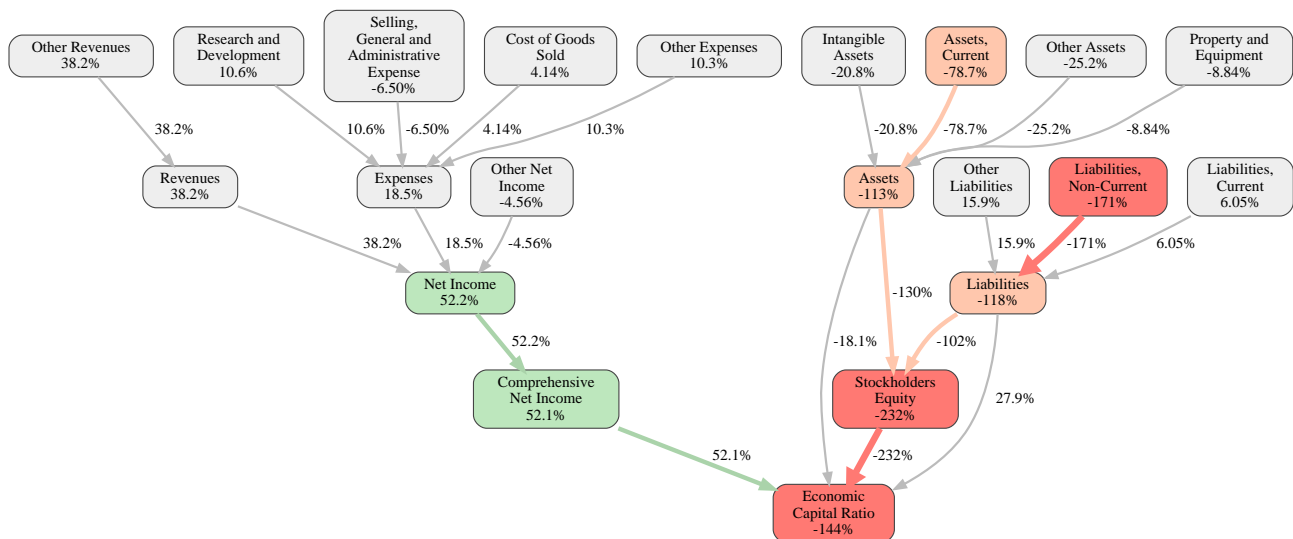 Other Revenues
38.2%
Research and
Development
10.6%
Selling,
General and
Administrative
Expense
-6.50%
Cost of Goods
Sold
4.14%
Other Expenses
10.3%
Intangible
Assets
-20.8%
Assets,
Current
-78.7%
Other Assets
-25.2%
Property and
Equipment
-8.84%
38.2%
10.6%
-6.50%
4.14%
10.3%
-20.8%
-78.7%
-25.2%
-8.84%
Revenues
38.2%
Expenses
18.5%
Other Net
Income
-4.56%
Assets
-113%
Other
Liabilities
15.9%
Liabilities,
Non-Current
-171%
Liabilities,
Current
6.05%
38.2%
18.5%
-4.56%
15.9%
-171%
6.05%
Net Income
52.2%
-130%
Liabilities
-118%
52.2%
-18.1%
-102%
Comprehensive
Net Income
52.1%
Stockholders
Equity
-232%
27.9%
52.1%
-232%
Economic
Capital Ratio
-144%